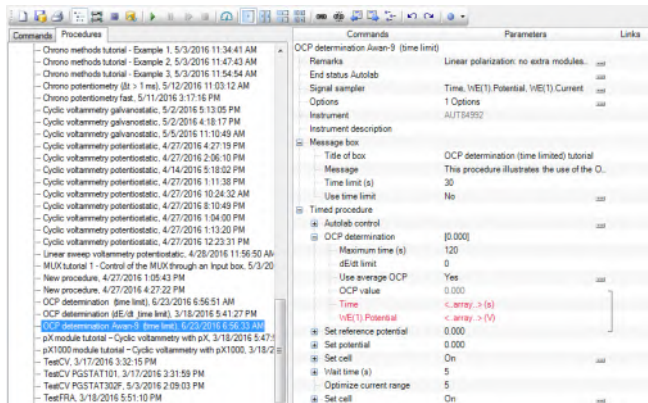 Commands Procedures
Chrono methods tutorial - Example 1, 5/3/2016 11:34:41 AM
Chrono methods tutorial - Example 2, 5/3/2016 11:47:43 AM
Chrono methods tutorial - Example 3, 5/3/2016 11:54:54 AM
Chrono potentiometry (Δt > 1 ms), 5/12/2016 11:03:12 AM
Chrono potentiometry fast, 5/11/2016 3:17:16 PM
Cyclic voltammetry galvanostatic, 5/2/2016 5:13:05 PM
Cyclic voltammetry galvanostatic, 5/2/2016 4:18:17 PM
Cyclic voltammetry galvanostatic, 5/5/2016 11:10:49 AM
Cyclic voltammetry potentiostatic, 4/27/2016 4:27:19 PM
Cyclic voltammetry potentiostatic, 4/27/2016 2:06:10 PM
Cyclic voltammetry potentiostatic, 4/14/2016 5:18:02 PM
Cyclic voltammetry potentiostatic, 4/27/2016 1:11:38 PM
Cyclic voltammetry potentiostatic, 4/27/2016 10:24:32 AM
Cyclic voltammetry potentiostatic, 4/27/2016 8:10:49 PM
Cyclic voltammetry potentiostatic, 4/27/2016 1:04:00 PM
Cyclic voltammetry potentiostatic, 4/27/2016 1:13:20 PM
Cyclic voltammetry potentiostatic, 4/27/2016 12:23:31 PM
Linear sweep voltammetry potentiostatic, 4/28/2016 11:56:50 AM
MUX tutorial 1 - Control of the MUX through an Input box, 5/3/20
New procedure, 4/27/2016 1:05:43 PM
New procedure, 4/27/2016 4:27:22 PM
OCP determination (time limit), 6/23/2016 6:56:51 AM
OCP determination (dE/dt, time limit), 3/18/2016 5:41:27 PM
OCP determination Awan-9 (time limit), 6/23/2016 6:56:33 AM
pX module tutorial - Cyclic voltammetry with pX, 3/18/2016 5:47:
pX1000 module tutorial - Cyclic voltammetry with pX1000, 3/18/2
TestCV, 3/17/2016 3:32:15 PM
TestCV PGSTAT101, 3/17/2016 3:31:59 PM
TestCV PGSTAT302F, 5/3/2016 2:09:03 PM
TestFRA, 3/18/2016 5:51:10 PM
Commands Parameters Links
OCP determination Awan-9 (time limit)
Remarks Linear polarization: no extra modules..
End status Autolab
Signal sampler Time, WE(1).Potential, WE(1).Current
Options 1 Options
Instrument AUT84992
Instrument description
Message box
Title of box OCP determination (time limited) tutorial
Message This procedure illustrates the use of the O..
Time limit (s) 30
Use time limit No
Timed procedure
Autolab control
OCP determination [0.000]
Maximum time (s) 120
dE/dt limit 0
Use average OCP Yes
OCP value 0.000
Time <..array..> (s)
WE(1).Potential <..array..> (V)
Set reference potential 0.000
Set potential 0.000
Set cell On
Wait time (s) 5
Optimize current range 5
Set cell On